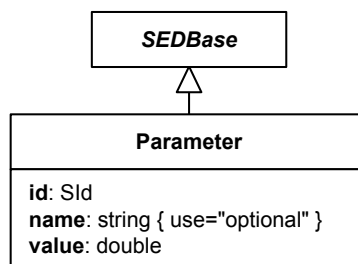 SEDBase
Parameter
id: SId
name: string { use="optional" }
value: double